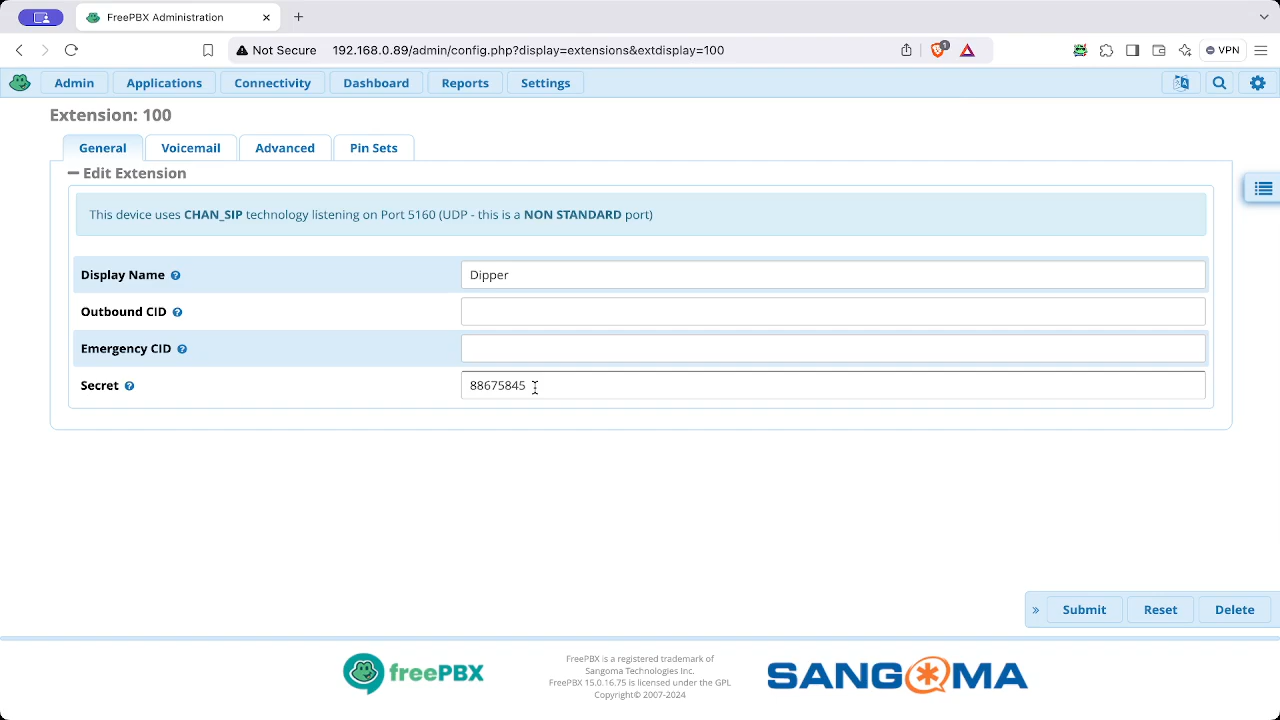 FreePBX Administration
Not Secure 192.168.0.89/admin/config.php?display=extensions&extdisplay=100 1 VPN
Admin Applications Connectivity Dashboard Reports Settings
Extension: 100
General Voicemail Advanced Pin Sets
Edit Extension
This device uses CHAN_SIP technology listening on Port 5160 (UDP - this is a NON STANDARD port)
Display Name Dipper
Outbound CID
Emergency CID
Secret 88675845
» Submit Reset Delete
freePBX
FreePBX is a registered trademark of
Sangoma Technologies Inc.
FreePBX 15.0.16.75 is licensed under the GPL
Copyright© 2007-2024
SANGOMA